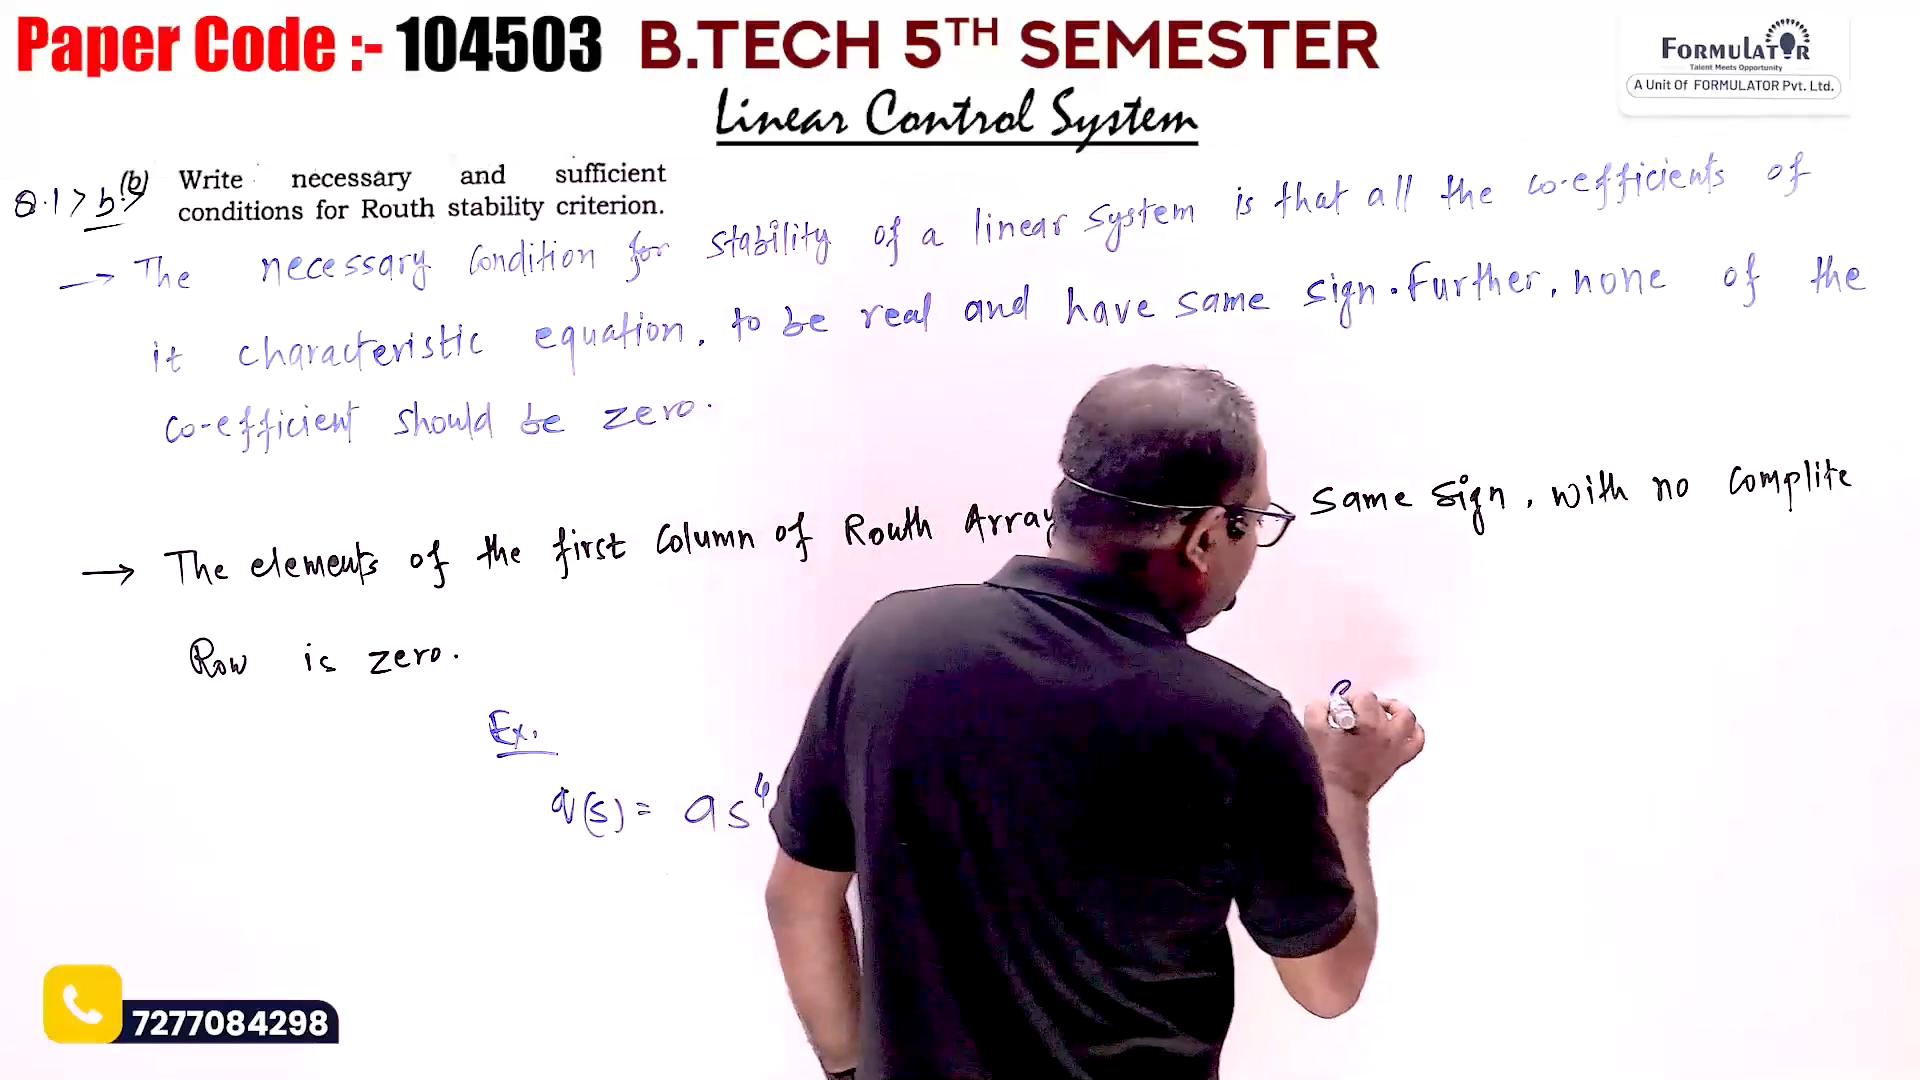 Paper Code :- 104503 B.TECH 5TH SEMESTER
FORMULATOR
Talent Meets Opportunity
A Unit Of FORMULATOR Pvt. Ltd.
Linear Control System
Q.1> b.> (b) Write necessary and sufficient
conditions for Routh stability criterion.
→ The necessary condition for stability of a linear system is that all the co-efficients of
it characteristic equation, to be real and have same sign. Further, none of the
co-efficient should be zero.
→ The elements of the first column of Routh Array same sign, with no complite
Row is zero.
Ex.
q(s) = as⁴
7277084298